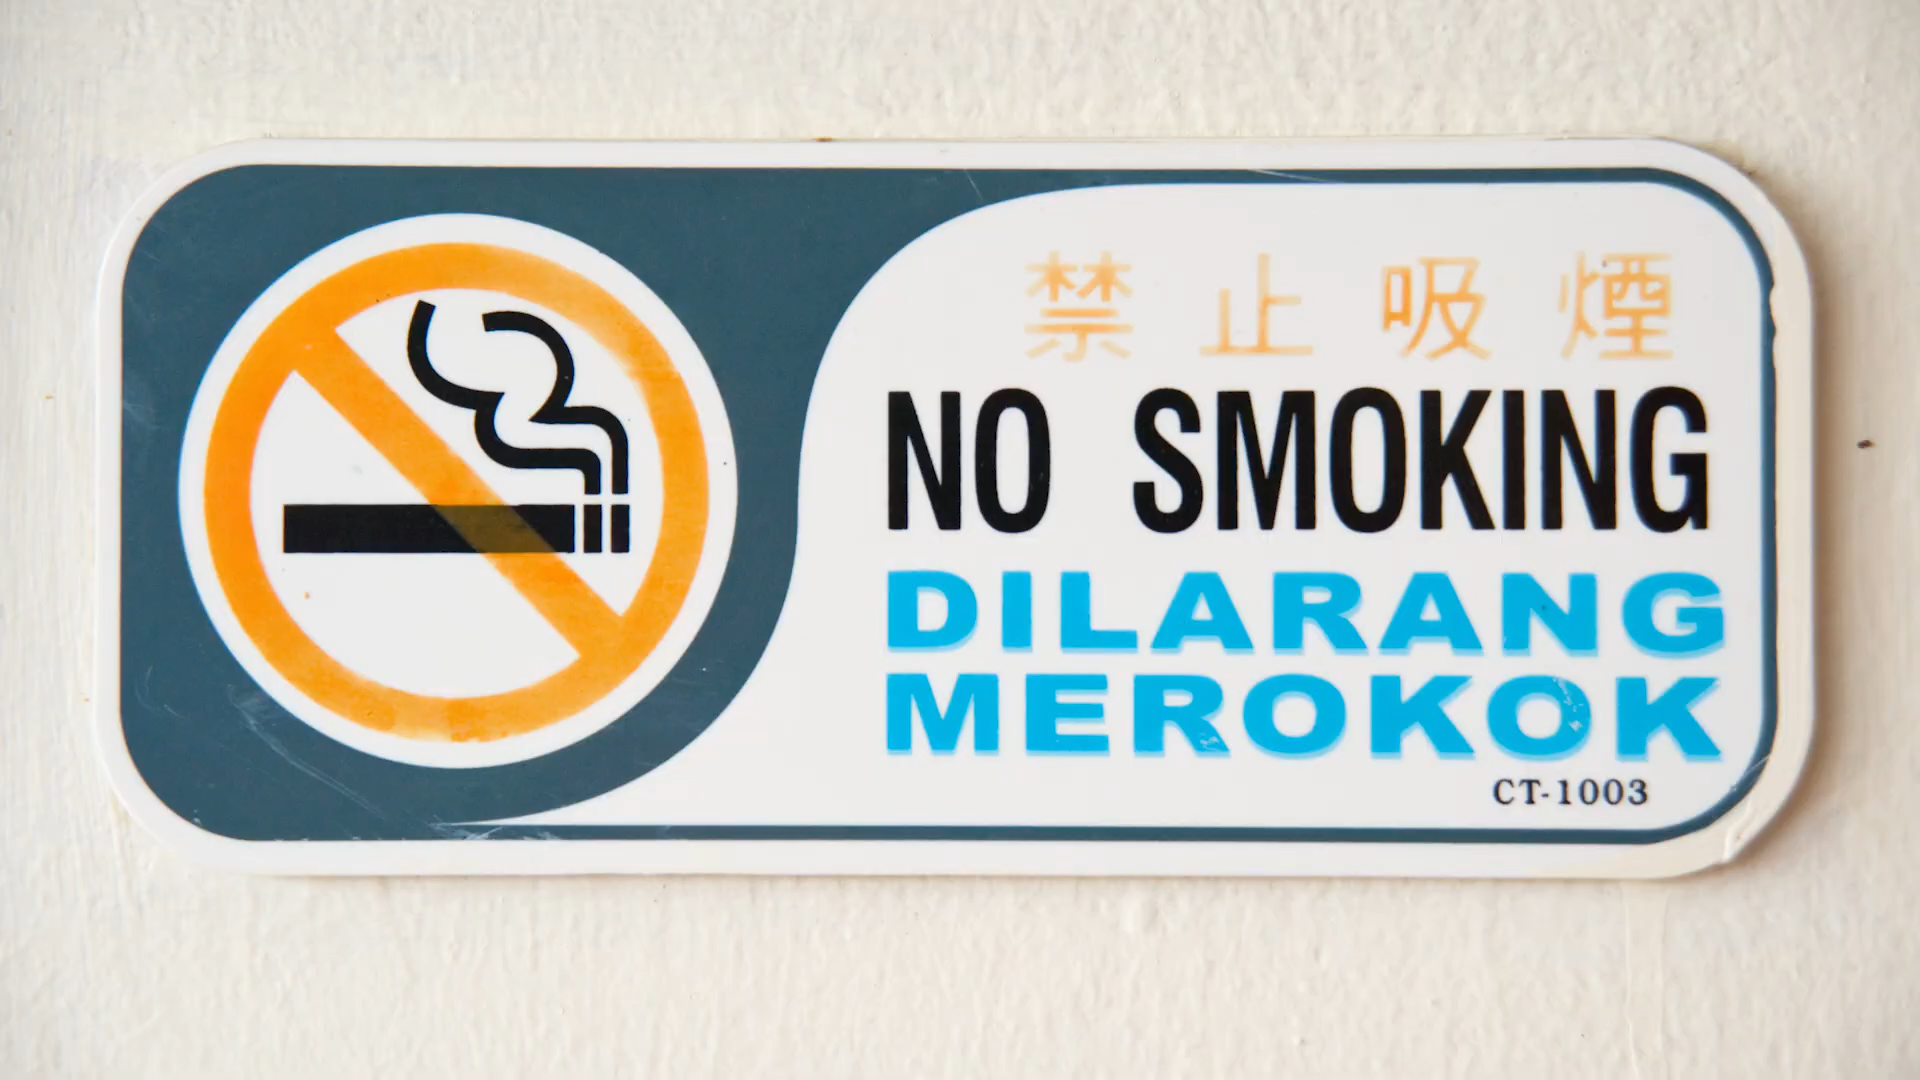 禁止吸煙
NO SMOKING
DILARANG
MEROKOK
CT-1003